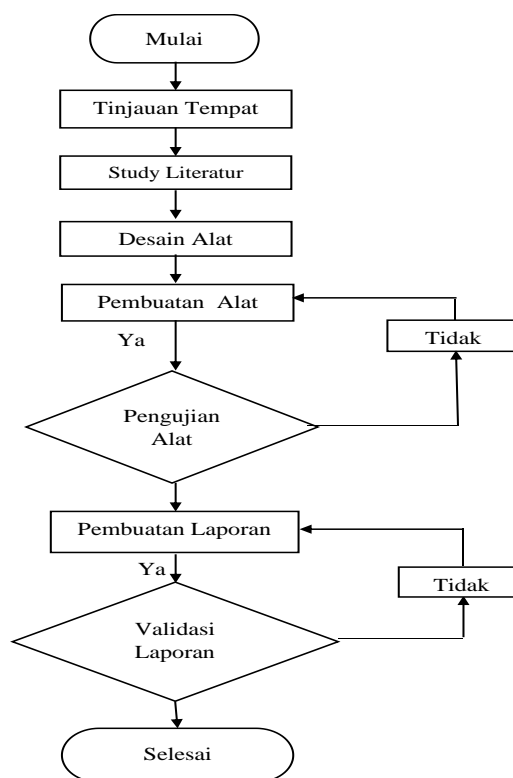 Mulai
Tinjauan Tempat
Study Literatur
Desain Alat
Pembuatan Alat
Ya
Tidak
Pengujian
Alat
Pembuatan Laporan
Ya
Tidak
Validasi
Laporan
Selesai